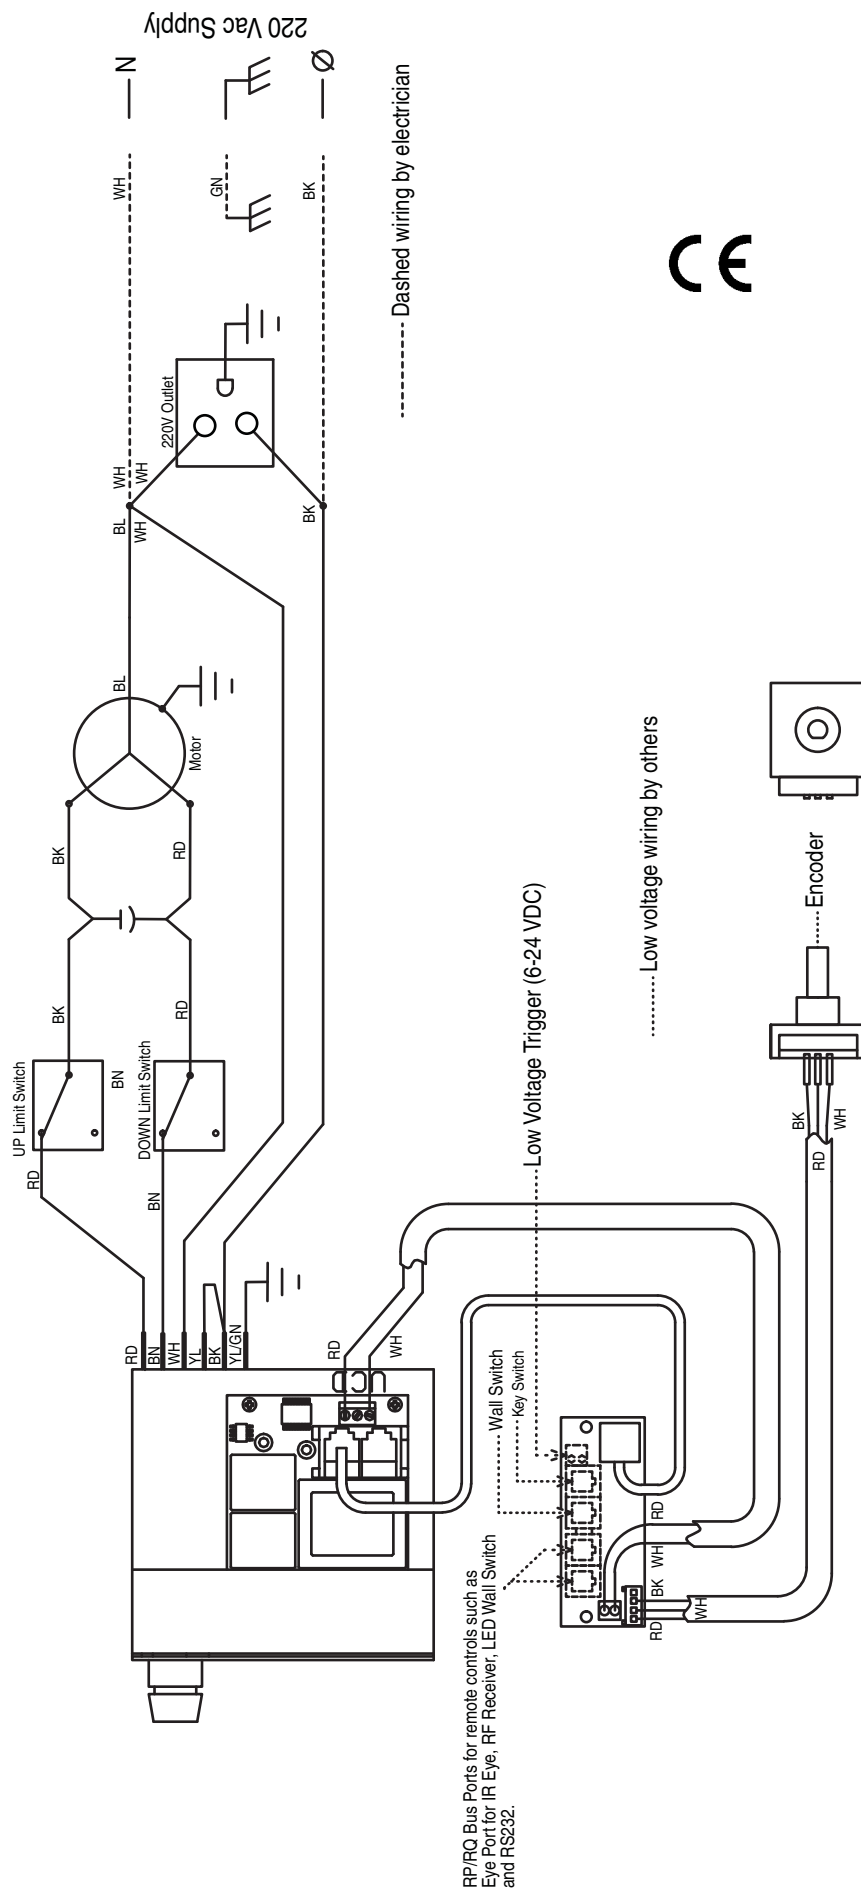 220 Vac Supply
N
Ø
WH
GN
BK
Dashed wiring by electrician
CE
220V Outlet
WH
WH
BL
WH
BK
BL
Motor
BK
RD
BK
RD
UP Limit Switch
BN
DOWN Limit Switch
RD
BN
RD
BN
WH
YL
BK
YL/GN
RD
WH
Low Voltage Trigger (6-24 VDC)
Low voltage wiring by others
Encoder
BK
RD
WH
Wall Switch
Key Switch
RP/RQ Bus Ports for remote controls such as
Eye Port for IR Eye, RF Receiver, LED Wall Switch
and RS232.
RD
WH
BK
RD
WH